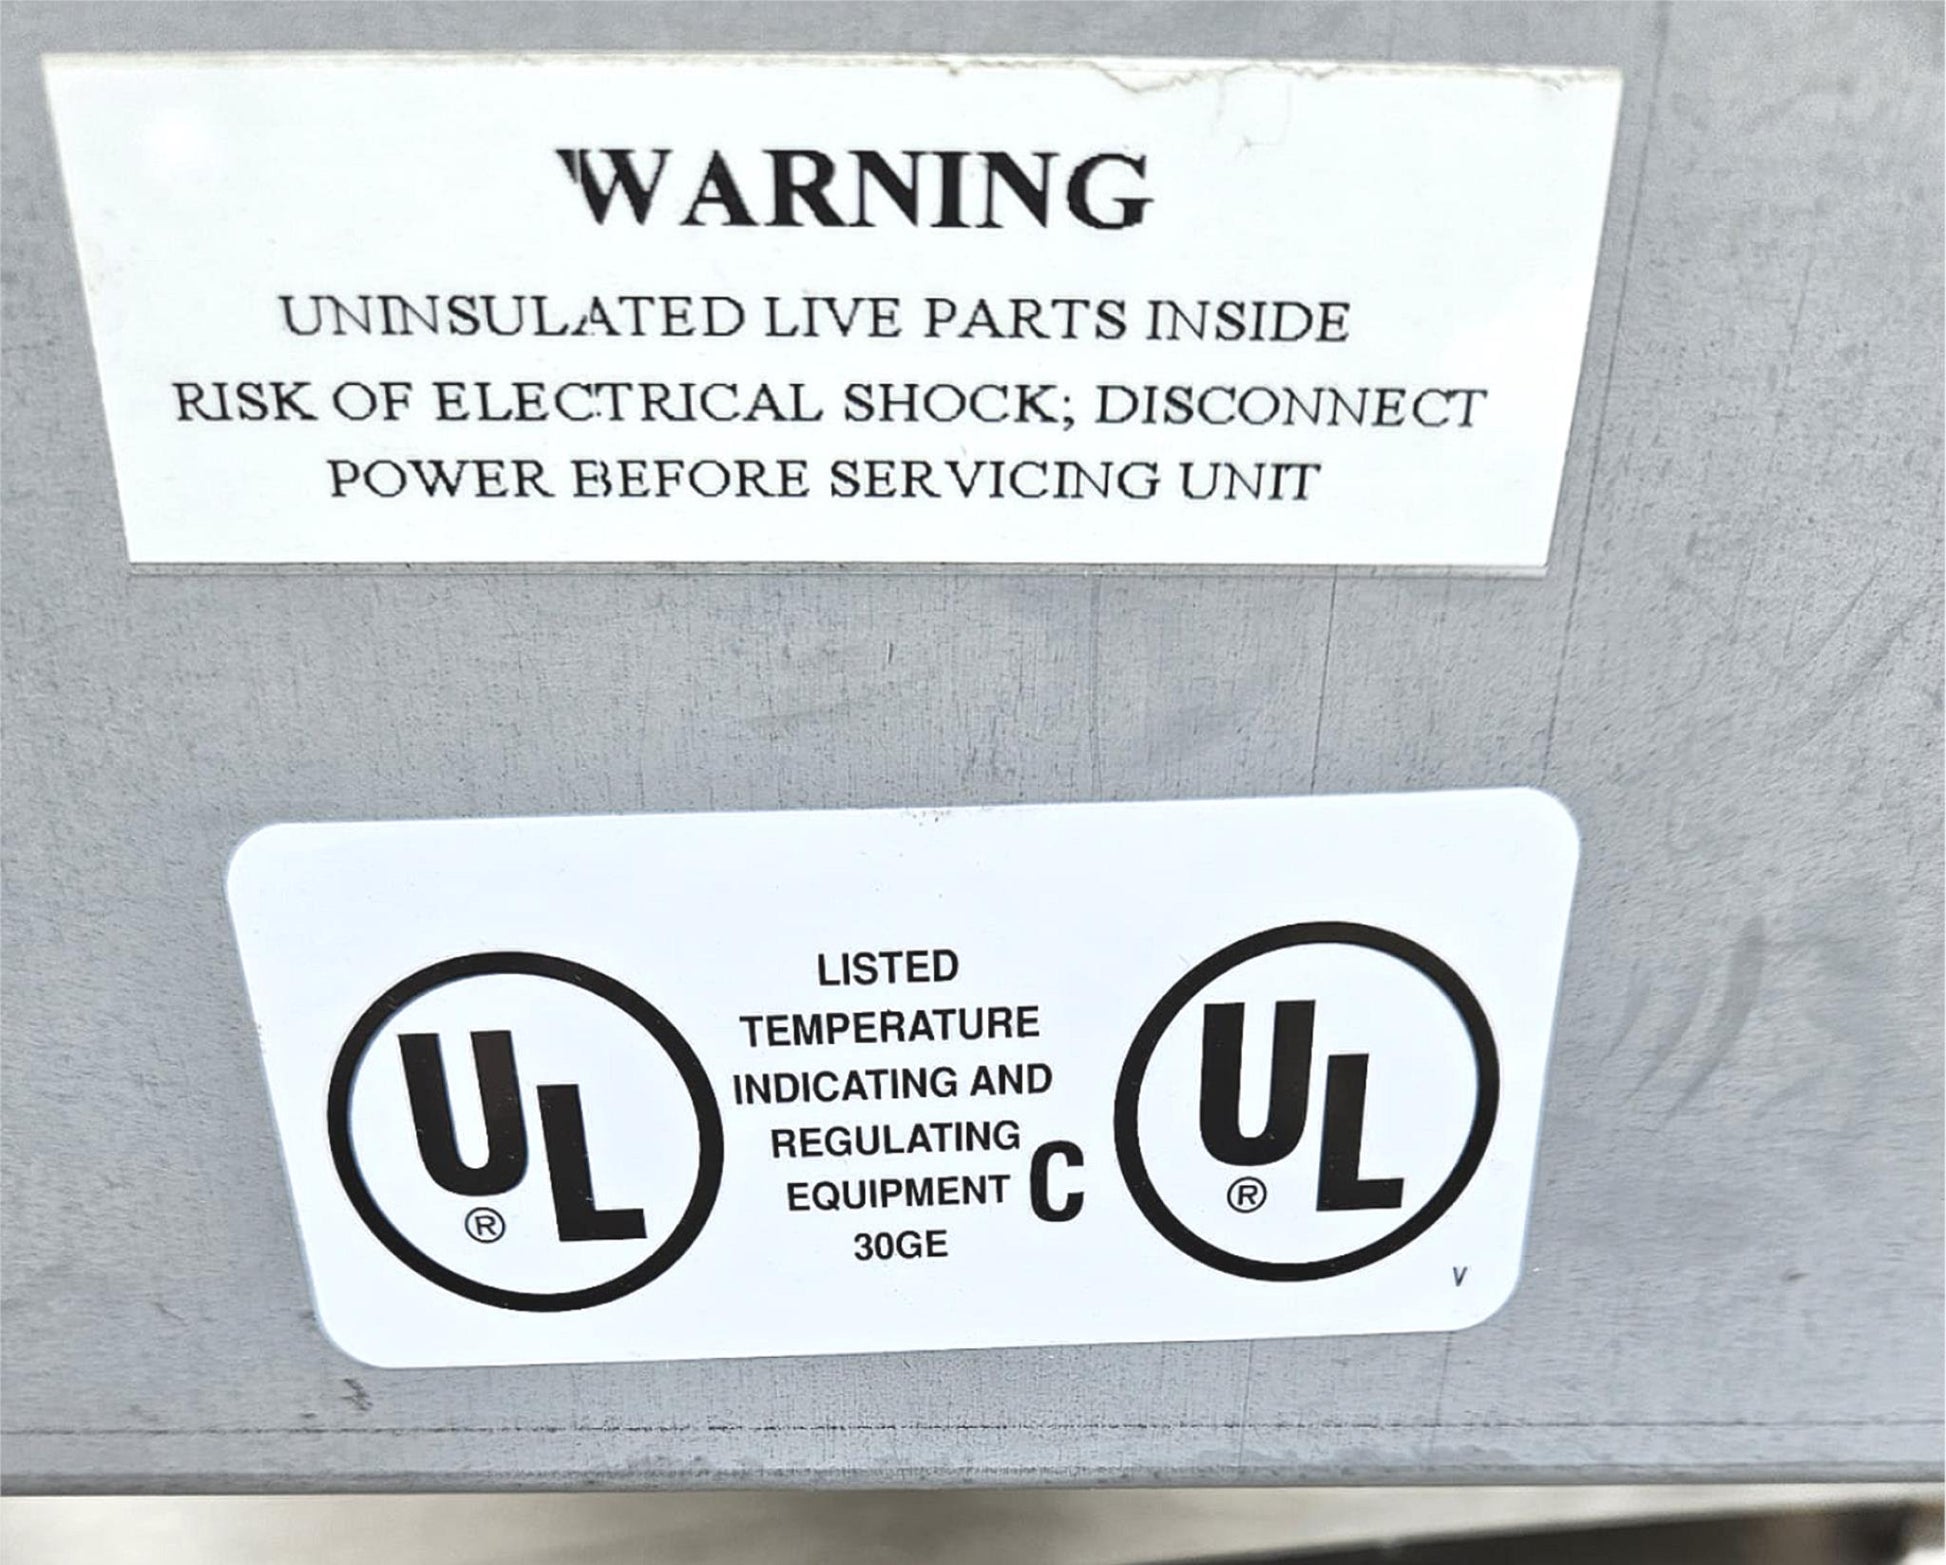 WARNING
UNINSULATED LIVE PARTS INSIDE
RISK OF ELECTRICAL SHOCK; DISCONNECT
POWER BEFORE SERVICING UNIT
UL
®
LISTED
TEMPERATURE
INDICATING AND
REGULATING
EQUIPMENT
30GE
C
UL
®
V